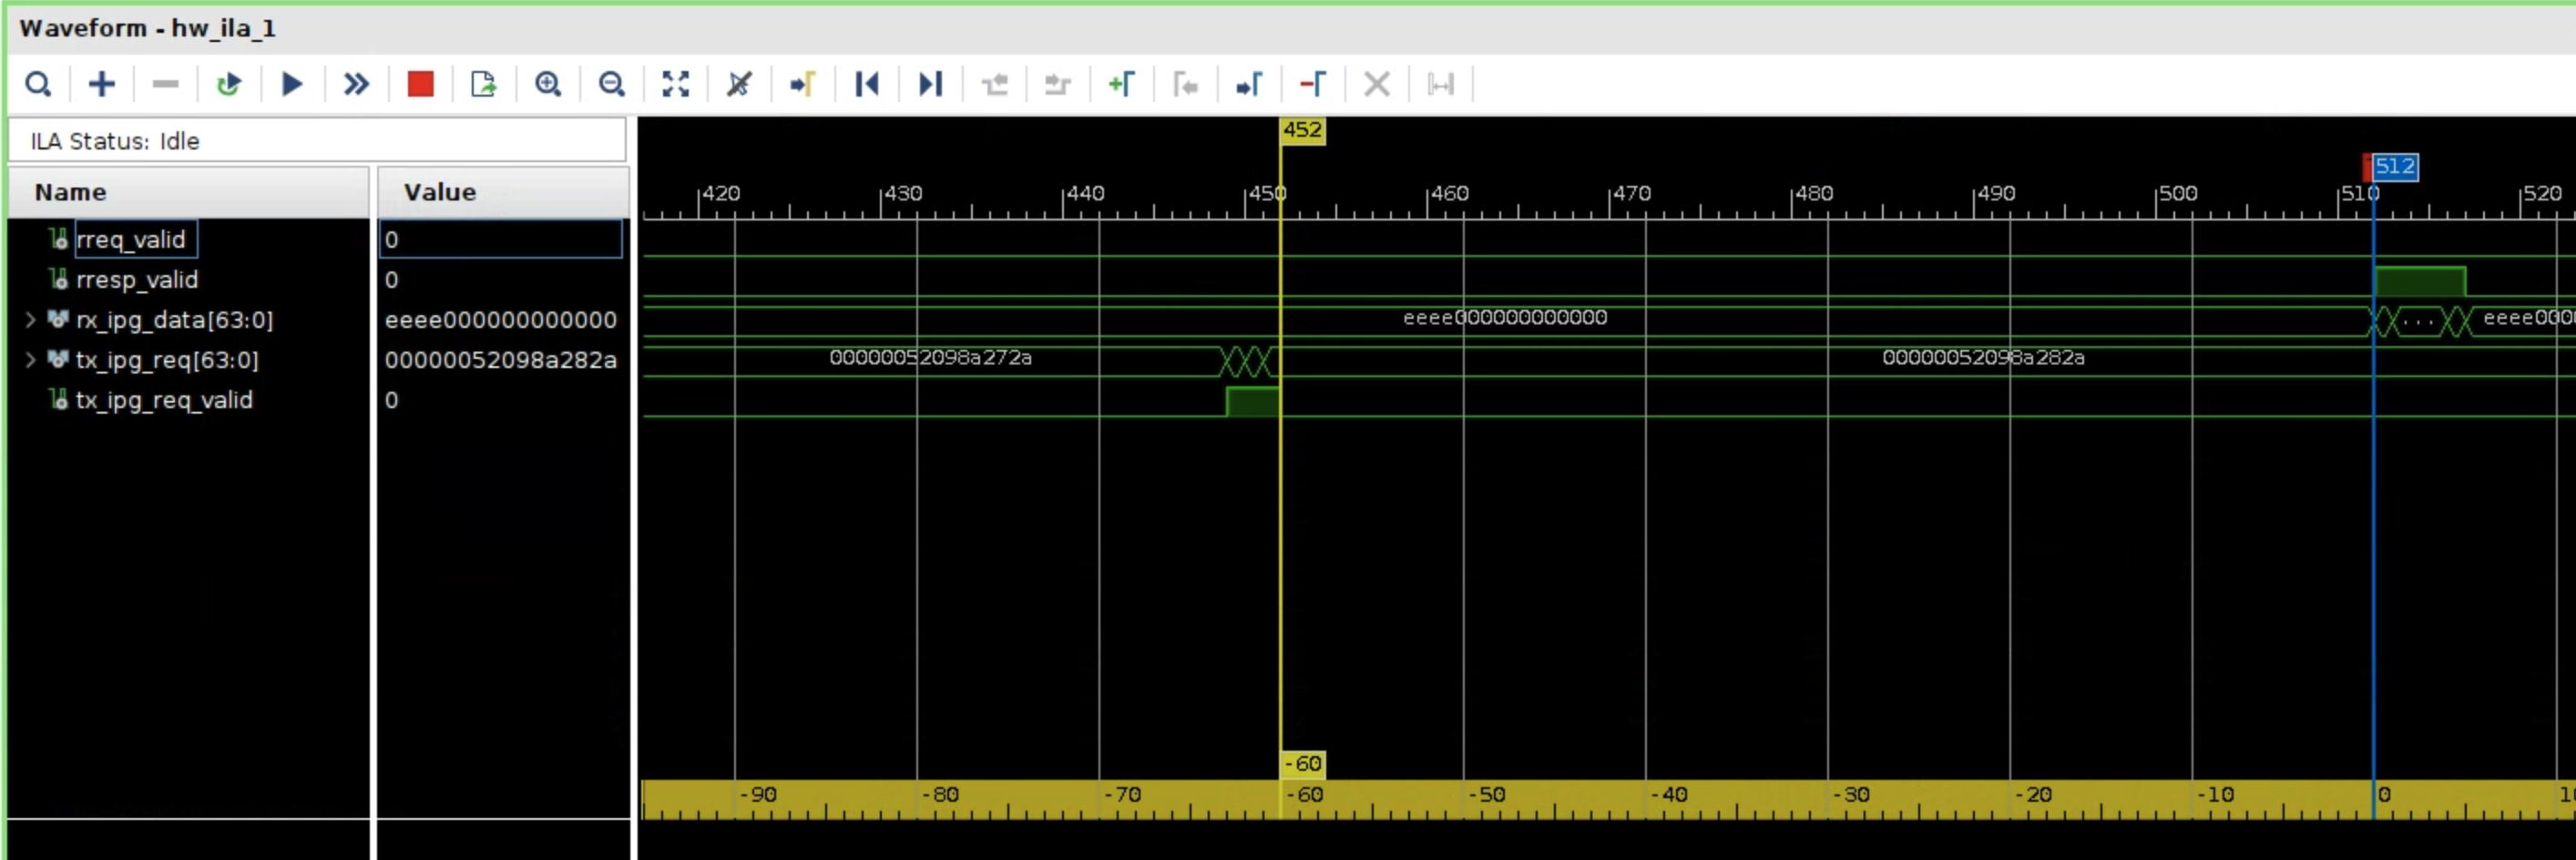 Waveform - hw_ila_1
ILA Status: Idle
452
512
Name Value
420 430 440 450 460 470 480 490 500 510 520
rreq_valid 0
rresp_valid 0
rx_ipg_data[63:0] eeee000000000000 eeee000000000000 ... eeee000
tx_ipg_req[63:0] 00000052098a282a 00000052098a272a 00000052098a282a
tx_ipg_req_valid 0
-60
-90 -80 -70 -60 -50 -40 -30 -20 -10 0